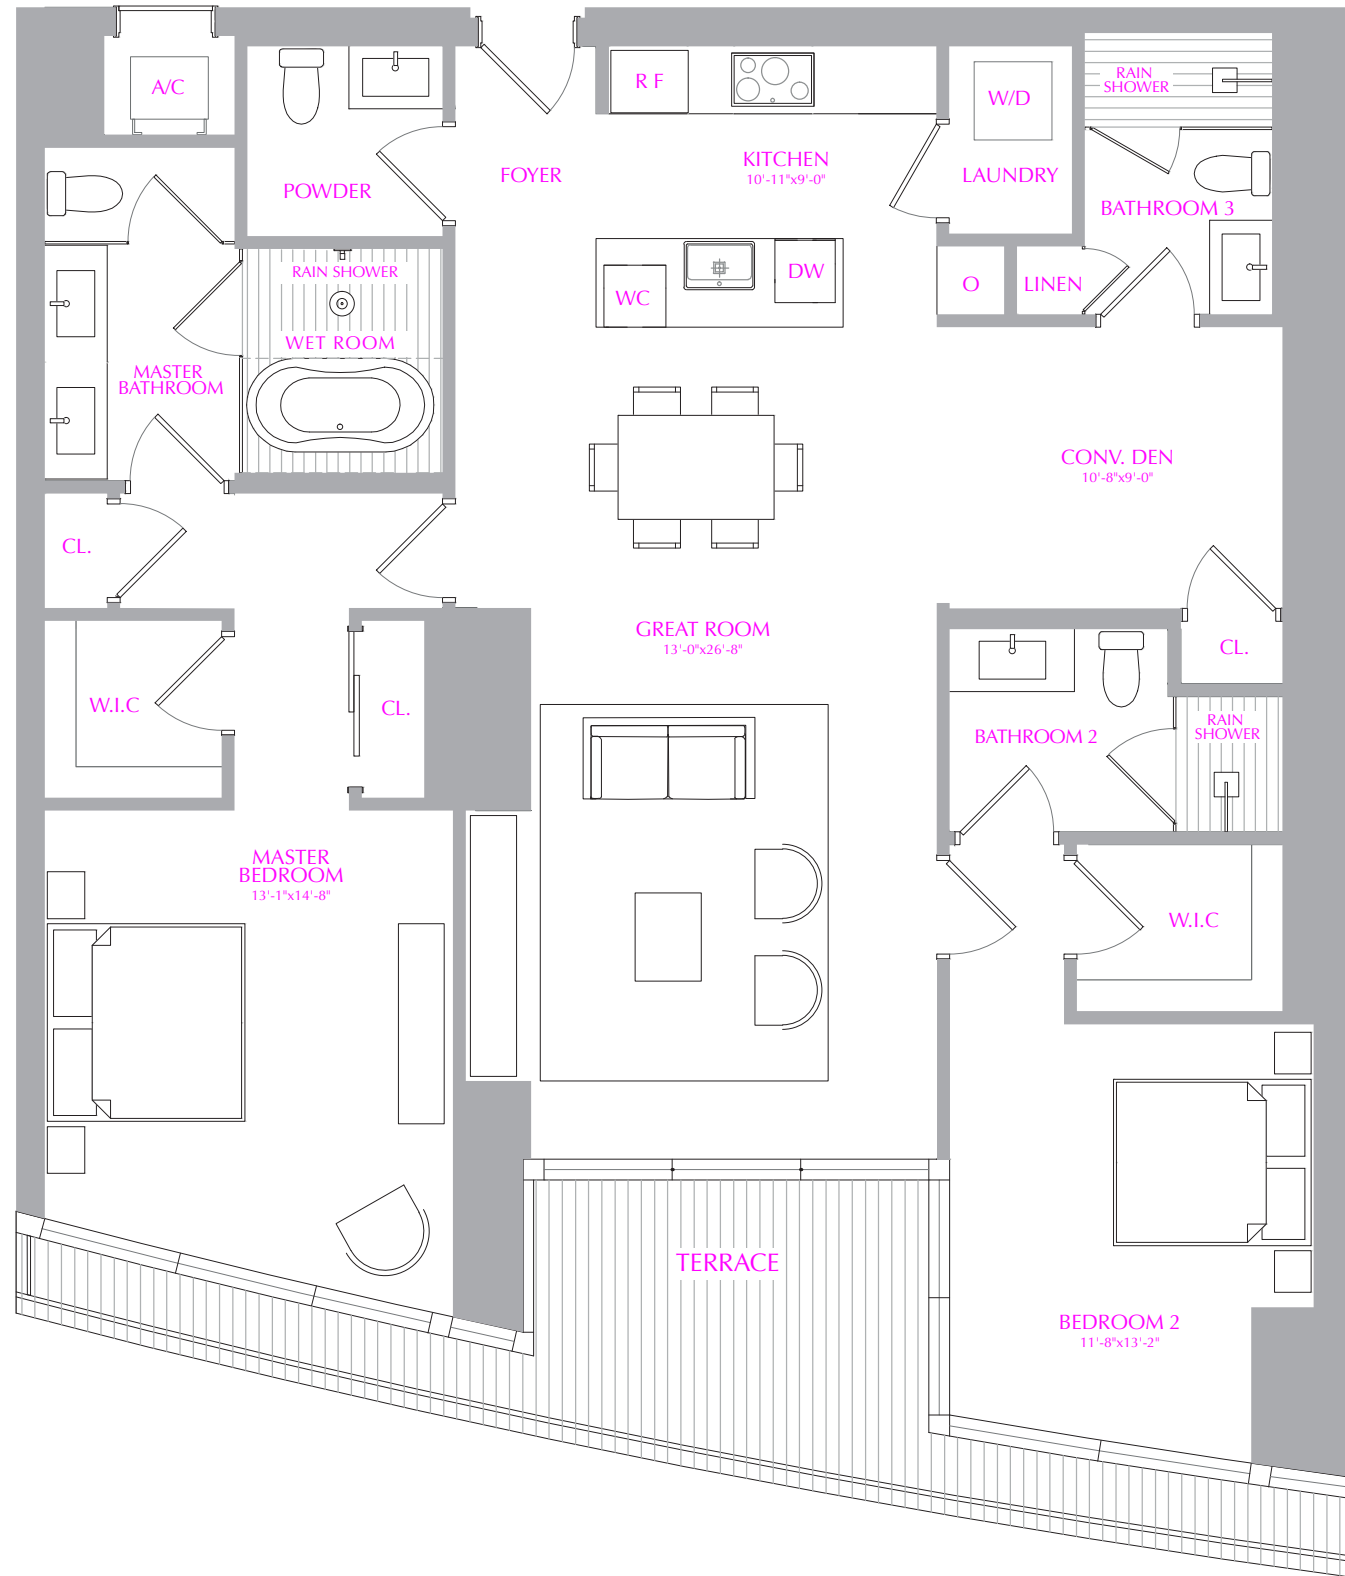 A/C
R F
W/D
RAIN
SHOWER
POWDER
FOYER
KITCHEN
10'-11"x9'-0"
LAUNDRY
BATHROOM 3
RAIN SHOWER
WET ROOM
WC
DW
O
LINEN
MASTER
BATHROOM
CONV. DEN
10'-8"x9'-0"
CL.
GREAT ROOM
13'-0"x26'-8"
CL.
W.I.C
CL.
BATHROOM 2
RAIN
SHOWER
MASTER
BEDROOM
13'-1"x14'-8"
W.I.C
TERRACE
BEDROOM 2
11'-8"x13'-2"